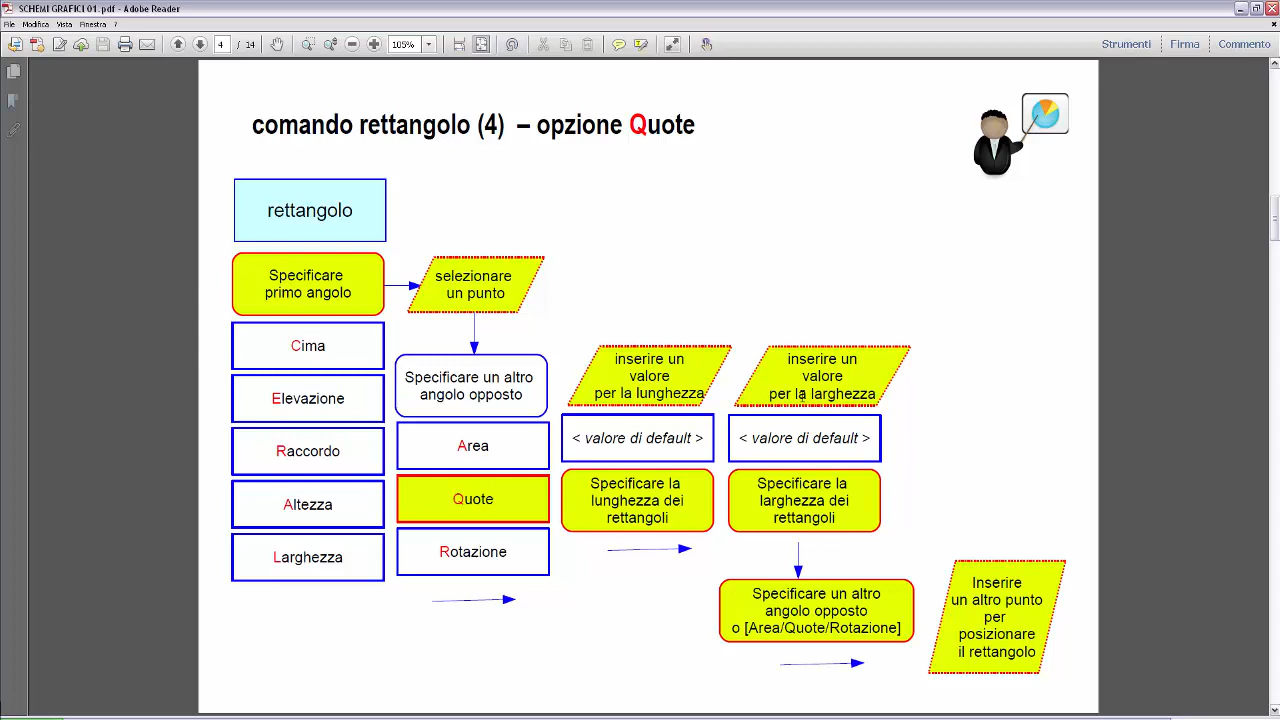 SCHEMI GRAFICI 01.pdf - Adobe Reader
File Modifica Vista Finestra ?
4 / 14 105% Strumenti Firma Commento
comando rettangolo (4) – opzione Quote
rettangolo
Specificare
primo angolo
selezionare
un punto
Cima
Elevazione
Raccordo
Altezza
Larghezza
Specificare un altro
angolo opposto
Area
Quote
Rotazione
inserire un
valore
per la lunghezza
< valore di default >
Specificare la
lunghezza dei
rettangoli
inserire un
valore
per la larghezza
< valore di default >
Specificare la
larghezza dei
rettangoli
Specificare un altro
angolo opposto
o [Area/Quote/Rotazione]
Inserire
un altro punto
per
posizionare
il rettangolo